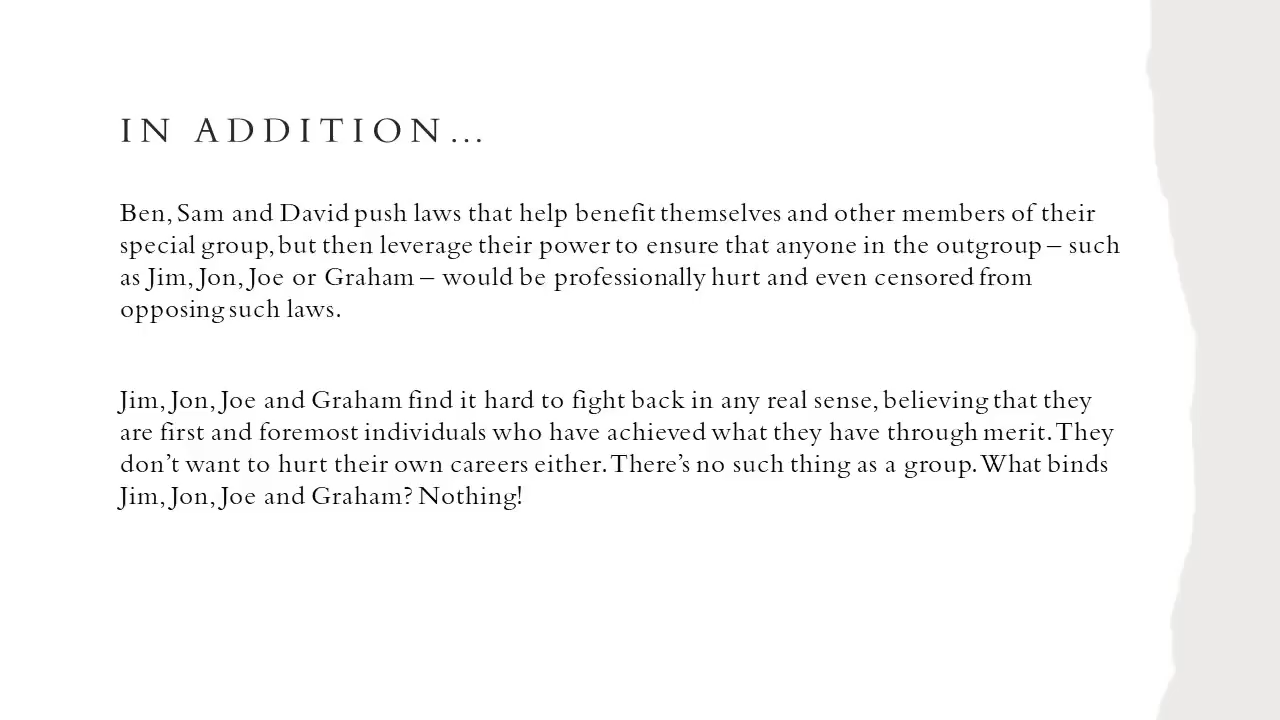 IN ADDITION…
Ben, Sam and David push laws that help benefit themselves and other members of their
special group, but then leverage their power to ensure that anyone in the outgroup – such
as Jim, Jon, Joe or Graham – would be professionally hurt and even censored from
opposing such laws.
Jim, Jon, Joe and Graham find it hard to fight back in any real sense, believing that they
are first and foremost individuals who have achieved what they have through merit. They
don’t want to hurt their own careers either. There’s no such thing as a group. What binds
Jim, Jon, Joe and Graham? Nothing!